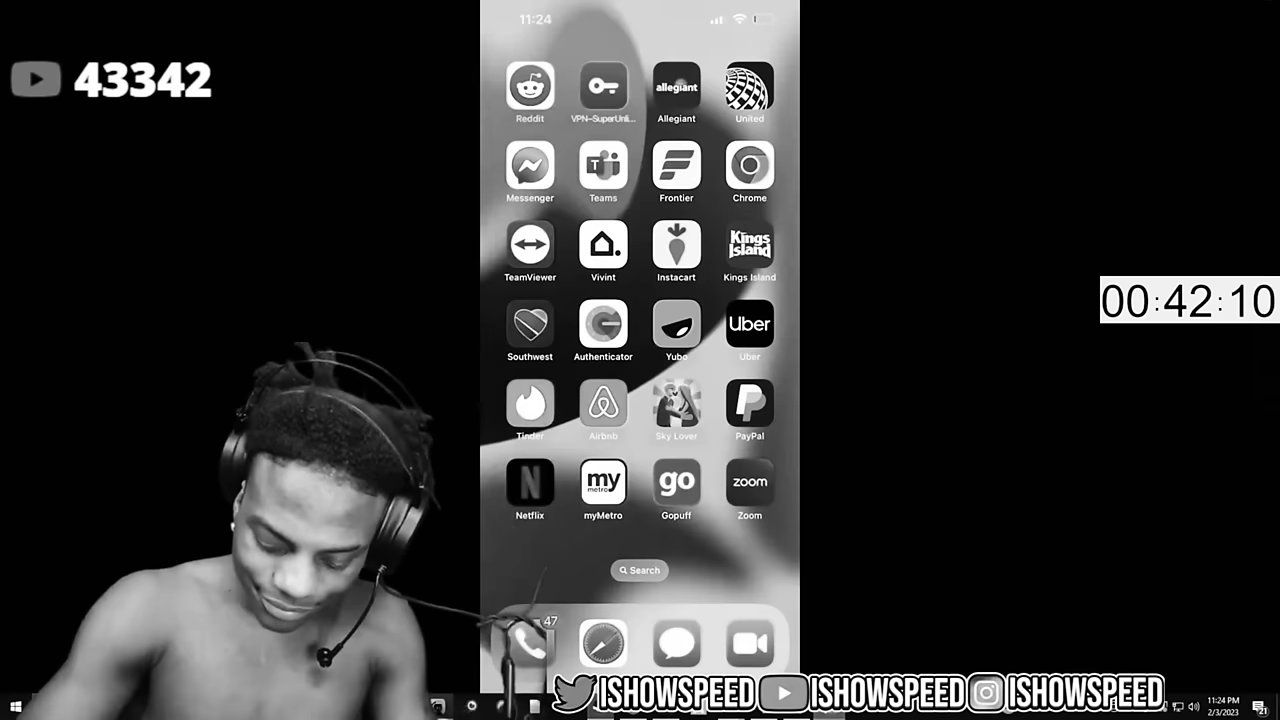 11:24
43342
allegiant
Reddit VPN-SuperUnli... Allegiant United
T
Messenger Teams Frontier Chrome
Kings Island
TeamViewer Vivint Instacart Kings Island
00:42:10
Uber
Southwest Authenticator Yubo Uber
Tinder Airbnb Sky Lover PayPal
N my metro go zoom
Netflix myMetro Gopuff Zoom
Search
47
ISHOWSPEED ISHOWSPEED ISHOWSPEED
11:24 PM
2/3/2023